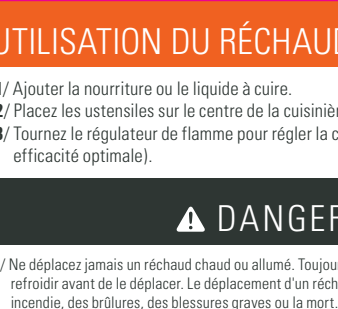 UTILISATION DU RÉCHAUD
1/ Ajouter la nourriture ou le liquide à cuire.
2/ Placez les ustensiles sur le centre de la
3/ Tournez le régulateur de flamme pour régler la
efficacité optimale).
DANGER
/ Ne déplacez jamais un réchaud chaud ou allumé.
refroidir avant de le déplacer. Le déplacement d'un
incendie, des brûlures, des blessures graves ou la mort.